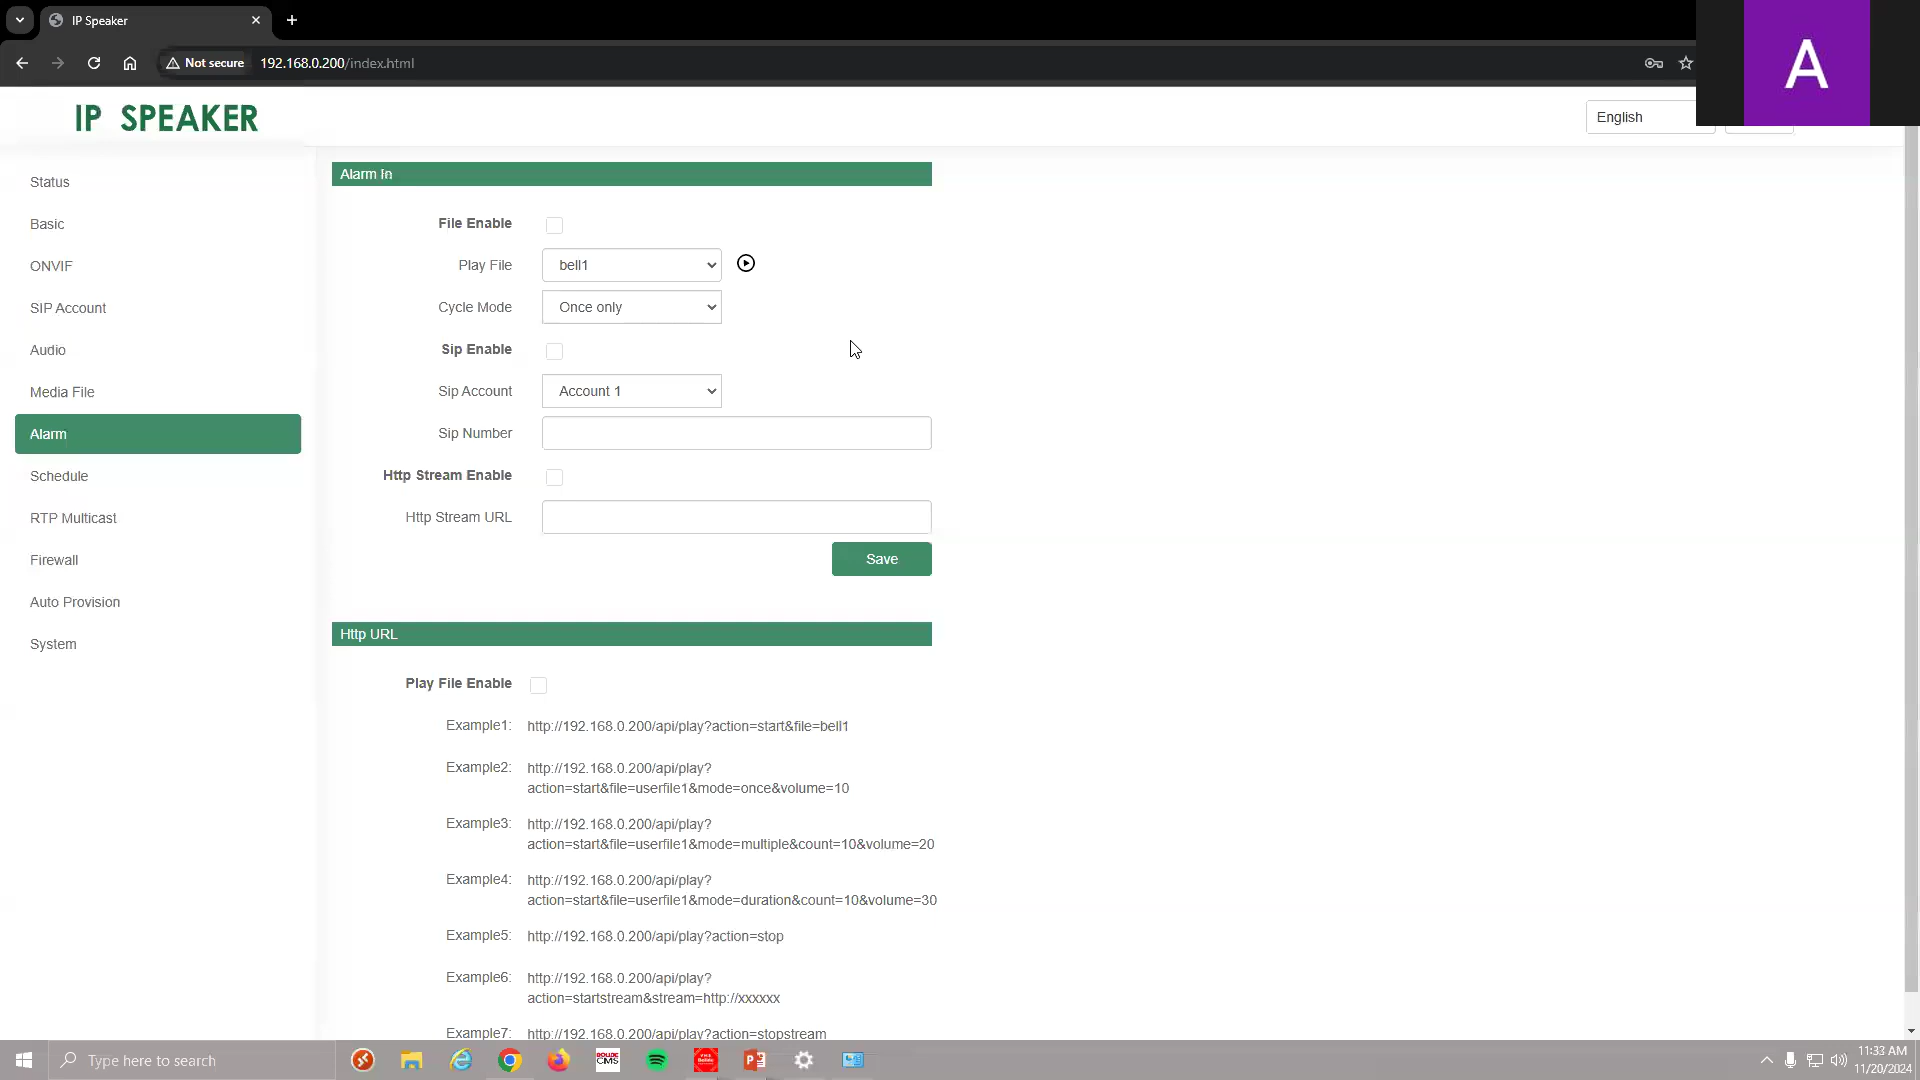 IP Speaker
Not secure
192.168.0.200/index.html
A
IP SPEAKER
English
Status
Basic
ONVIF
SIP Account
Audio
Media File
Alarm
Schedule
RTP Multicast
Firewall
Auto Provision
System
Alarm in
File Enable
Play File
bell1
Cycle Mode
Once only
Sip Enable
Sip Account
Account 1
Sip Number
Http Stream Enable
Http Stream URL
Save
Http URL
Play File Enable
Example1: http://192.168.0.200/api/play?action=start&file=bell1
Example2: http://192.168.0.200/api/play?
action=start&file=userfile1&mode=once&volume=10
Example3: http://192.168.0.200/api/play?
action=start&file=userfile1&mode=multiple&count=10&volume=20
Example4: http://192.168.0.200/api/play?
action=start&file=userfile1&mode=duration&count=10&volume=30
Example5: http://192.168.0.200/api/play?action=stop
Example6: http://192.168.0.200/api/play?
action=startstream&stream=http://xxxxxx
Example7: http://192.168.0.200/api/play?action=stopstream
Type here to search
CMS
11:33 AM
11/20/2024